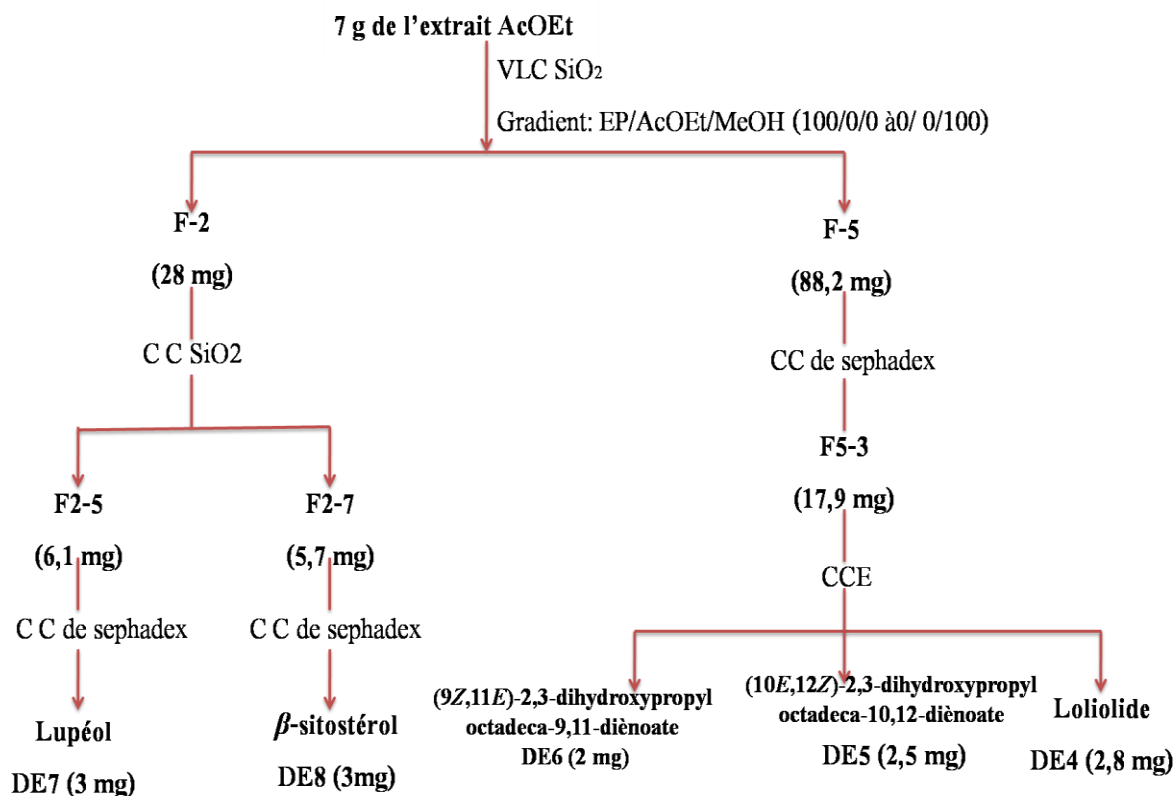 7 g de l’extrait AcOEt
VLC SiO2
Gradient: EP/AcOEt/MeOH (100/0/0 à0/ 0/100)
F-2
(28 mg)
C C SiO2
F2-5
(6,1 mg)
C C de sephadex
Lupéol
DE7 (3 mg)
F2-7
(5,7 mg)
C C de sephadex
β-sitostérol
DE8 (3mg)
F-5
(88,2 mg)
CC de sephadex
F5-3
(17,9 mg)
CCE
(9Z,11E)-2,3-dihydroxypropyl
octadeca-9,11-diènoate
DE6 (2 mg)
(10E,12Z)-2,3-dihydroxypropyl
octadeca-10,12-diènoate
DE5 (2,5 mg)
Loliolide
DE4 (2,8 mg)